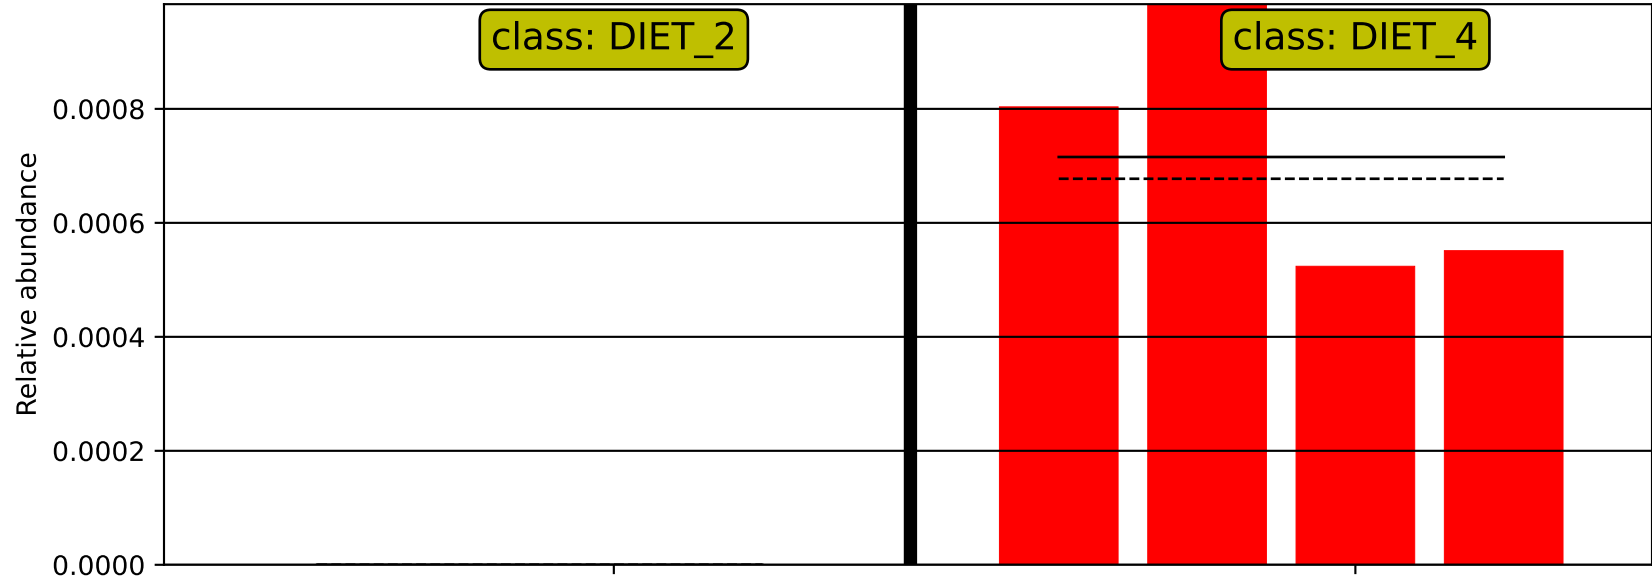 class: DIET_2
class: DIET_4
0.0008
0.0006
0.0004
0.0002
0.0000
Relative abundance